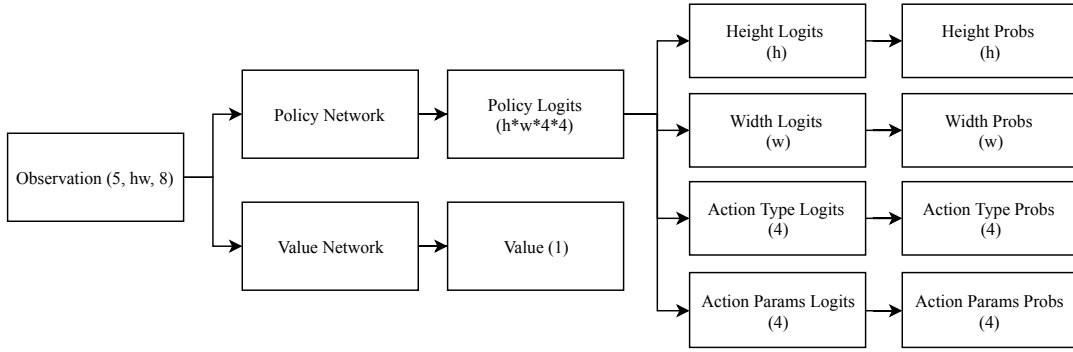 Observation (5, hw, 8)
Policy Network
Value Network
Policy Logits
(h*w*4*4)
Value (1)
Height Logits
(h)
Height Probs
(h)
Width Logits
(w)
Width Probs
(w)
Action Type Logits
(4)
Action Type Probs
(4)
Action Params Logits
(4)
Action Params Probs
(4)